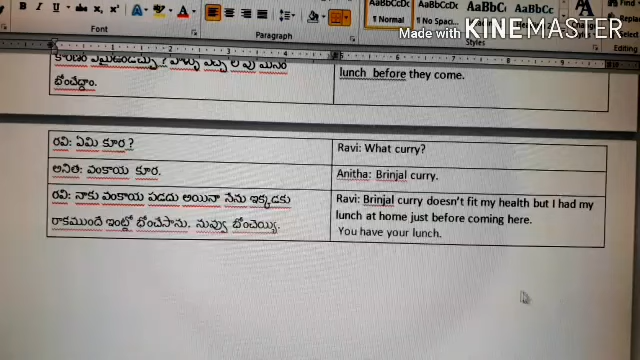 Made with KINEMASTER
B I U
Font
Paragraph
Styles
Editing
AaBbCcDc AaBbCcDc AaBbC AaBbCc
¶ Normal ¶ No Spac...
lunch before they come.
భోంచేద్దాం.
రవి: ఏమి కూర?
Ravi: What curry?
అనిత: వంకాయ కూర.
Anitha: Brinjal curry.
రవి: నాకు వంకాయ పడదు అయినా నేను ఇక్కడకు
రాకముందే ఇంట్లో భోంచేసాను. నువ్వు భోంచెయ్యి.
Ravi: Brinjal curry doesn't fit my health but I had my
lunch at home just before coming here.
You have your lunch.